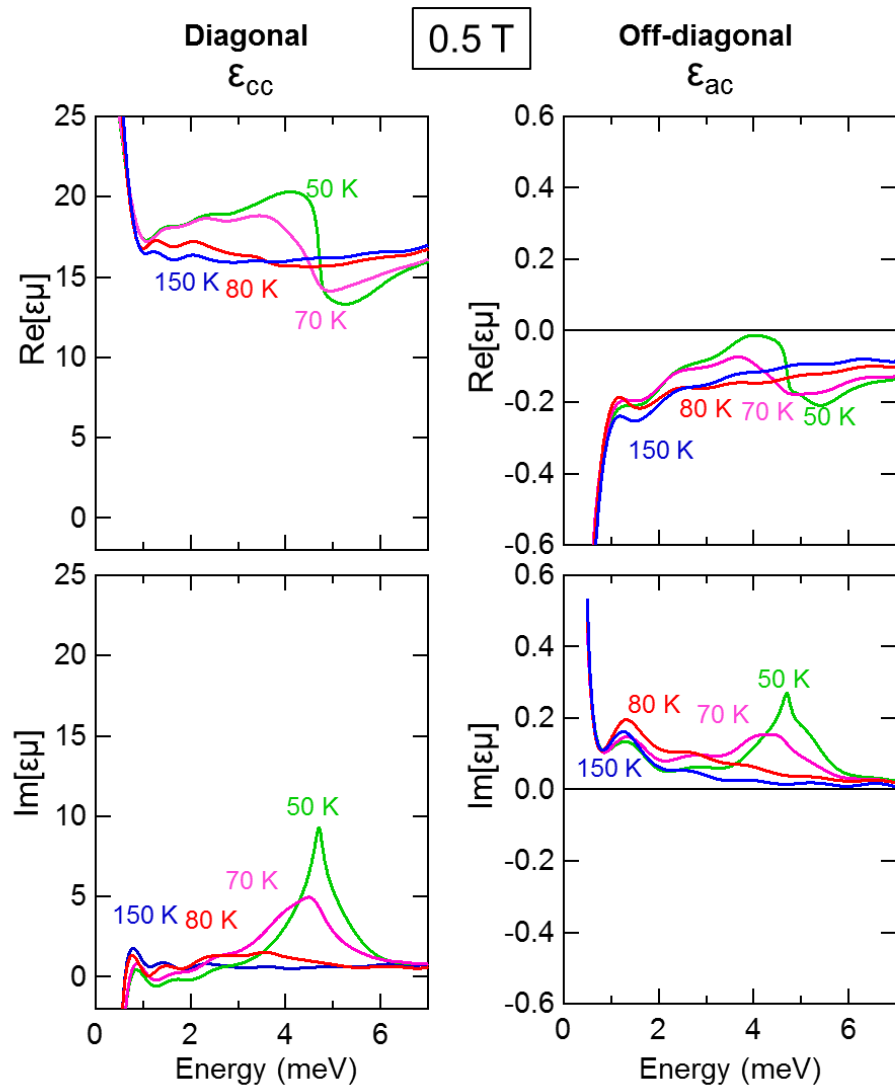 Diagonal
0.5 T
Off-diagonal
εcc
εac
Re[εμ]
25
20
15
10
5
0
50 K
150 K
80 K
70 K
Re[εμ]
0.6
0.4
0.2
0.0
-0.2
-0.4
-0.6
80 K
70 K
50 K
150 K
Im[εμ]
25
20
15
10
5
0
50 K
70 K
150 K
80 K
0
2
4
6
Energy (meV)
Im[εμ]
0.6
0.4
0.2
0.0
-0.2
-0.4
-0.6
50 K
80 K
70 K
150 K
0
2
4
6
Energy (meV)